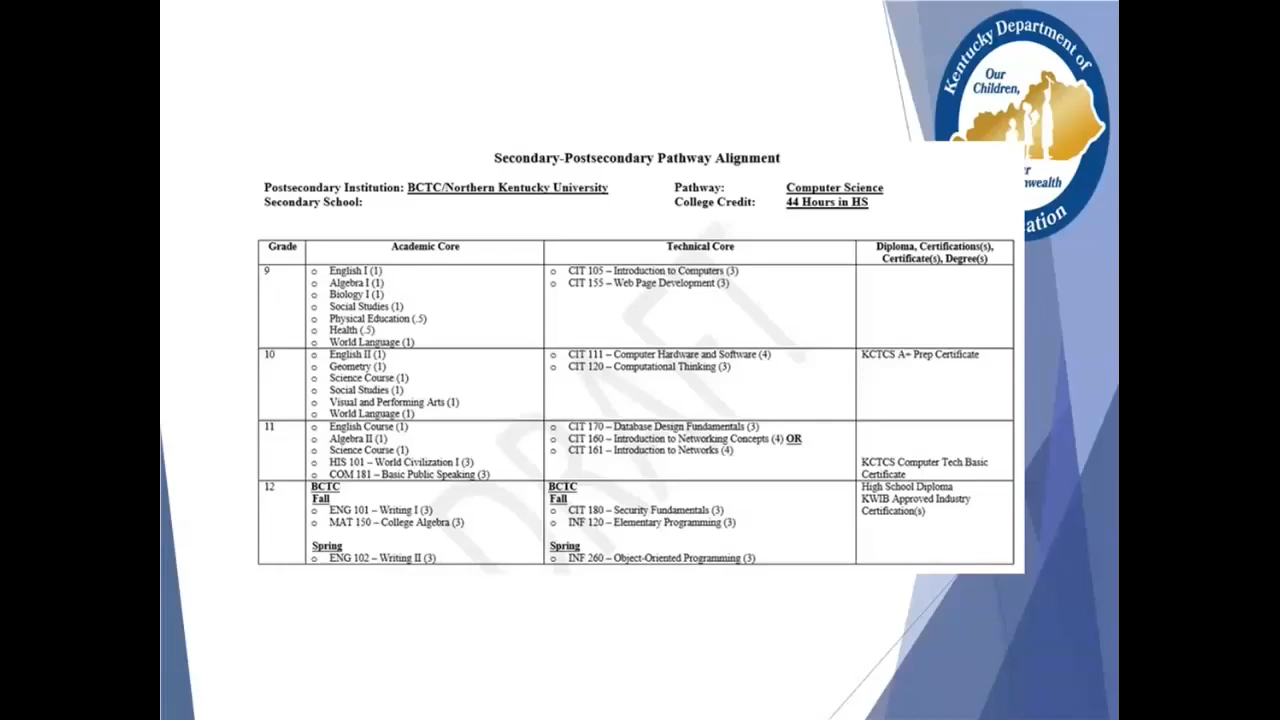 Kentucky Department of
Our
Children,
wealth
ation
Secondary-Postsecondary Pathway Alignment
Postsecondary Institution: BCTC/Northern Kentucky University Pathway: Computer Science
Secondary School: College Credit: 44 Hours in HS
Grade Academic Core Technical Core Diploma, Certifications(s),
Certificate(s), Degree(s)
9
o English I (1)
o Algebra I (1)
o Biology I (1)
o Social Studies (1)
o Physical Education (.5)
o Health (.5)
o World Language (1)
o CIT 105 – Introduction to Computers (3)
o CIT 155 – Web Page Development (3)
10
o English II (1)
o Geometry (1)
o Science Course (1)
o Social Studies (1)
o Visual and Performing Arts (1)
o World Language (1)
o CIT 111 – Computer Hardware and Software (4)
o CIT 120 – Computational Thinking (3)
KCTCS A+ Prep Certificate
11
o English Course (1)
o Algebra II (1)
o Science Course (1)
o HIS 101 – World Civilization I (3)
o COM 181 – Basic Public Speaking (3)
o CIT 170 – Database Design Fundamentals (3)
o CIT 160 – Introduction to Networking Concepts (4) OR
o CIT 161 – Introduction to Networks (4)
KCTCS Computer Tech Basic
Certificate
12
BCTC
Fall
o ENG 101 – Writing I (3)
o MAT 150 – College Algebra (3)
Spring
o ENG 102 – Writing II (3)
BCTC
Fall
o CIT 180 – Security Fundamentals (3)
o INF 120 – Elementary Programming (3)
Spring
o INF 260 – Object-Oriented Programming (3)
High School Diploma
KWIB Approved Industry
Certification(s)
DRAFT